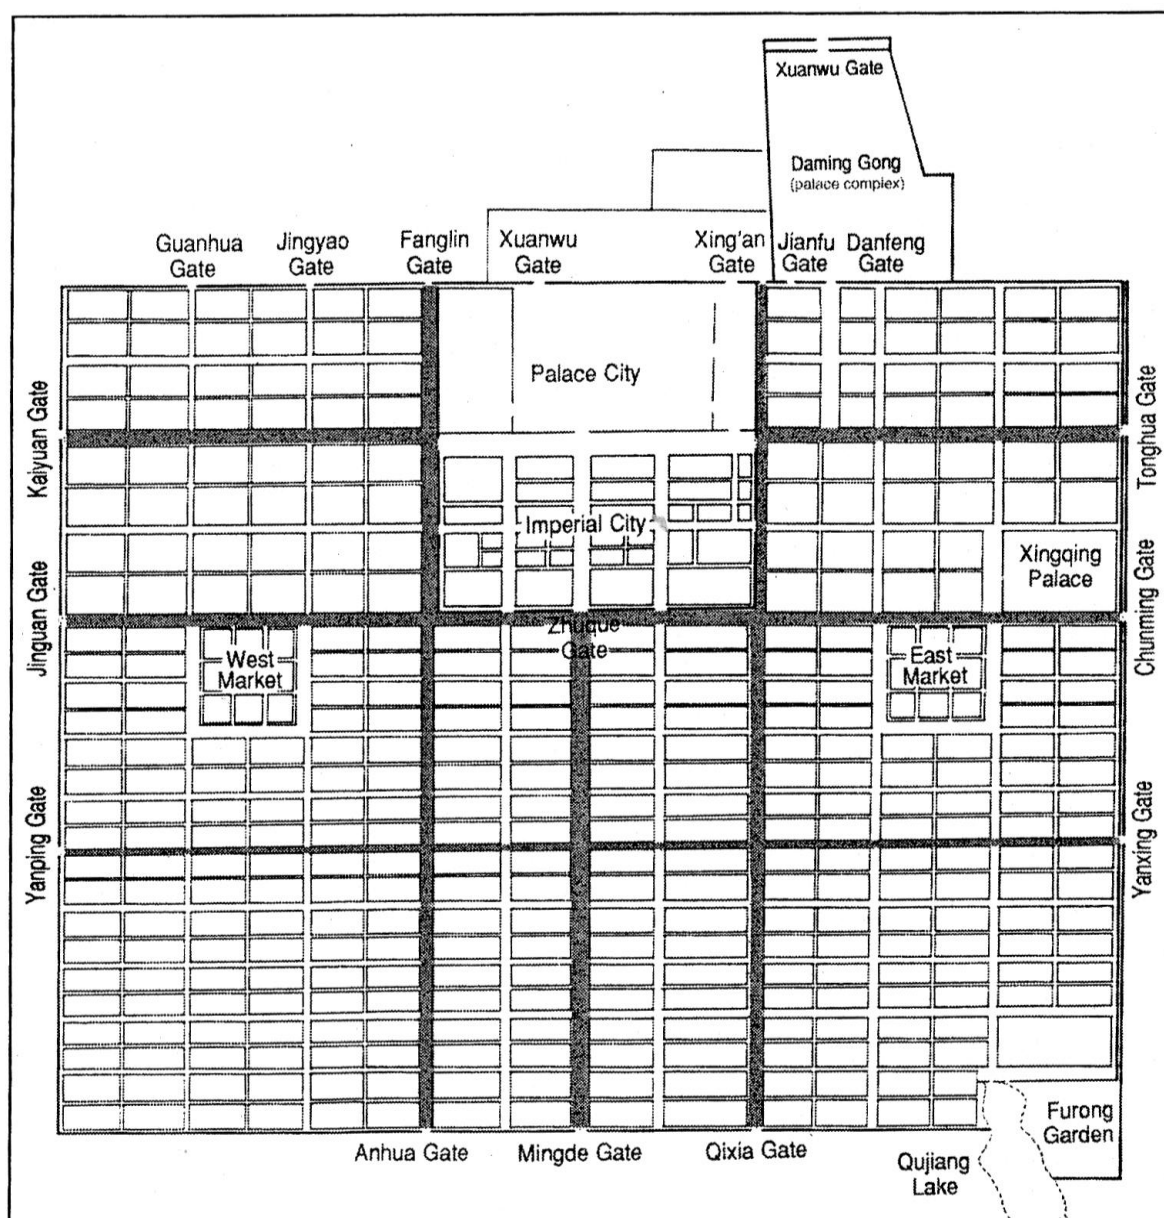 Xuanwu Gate
Daming Gong
(palace complex)
Guanhua
Gate
Jingyao
Gate
Fanglin
Gate
Xuanwu
Gate
Xing'an
Gate
Jianfu
Gate
Danfeng
Gate
Kaiyuan Gate
Palace City
Tonghua Gate
Imperial City
Xingqing
Palace
Jinguan Gate
Chunming Gate
Zhuque
Gate
West
Market
East
Market
Yanping Gate
Yanxing Gate
Anhua Gate
Mingde Gate
Qixia Gate
Qujiang
Lake
Furong
Garden